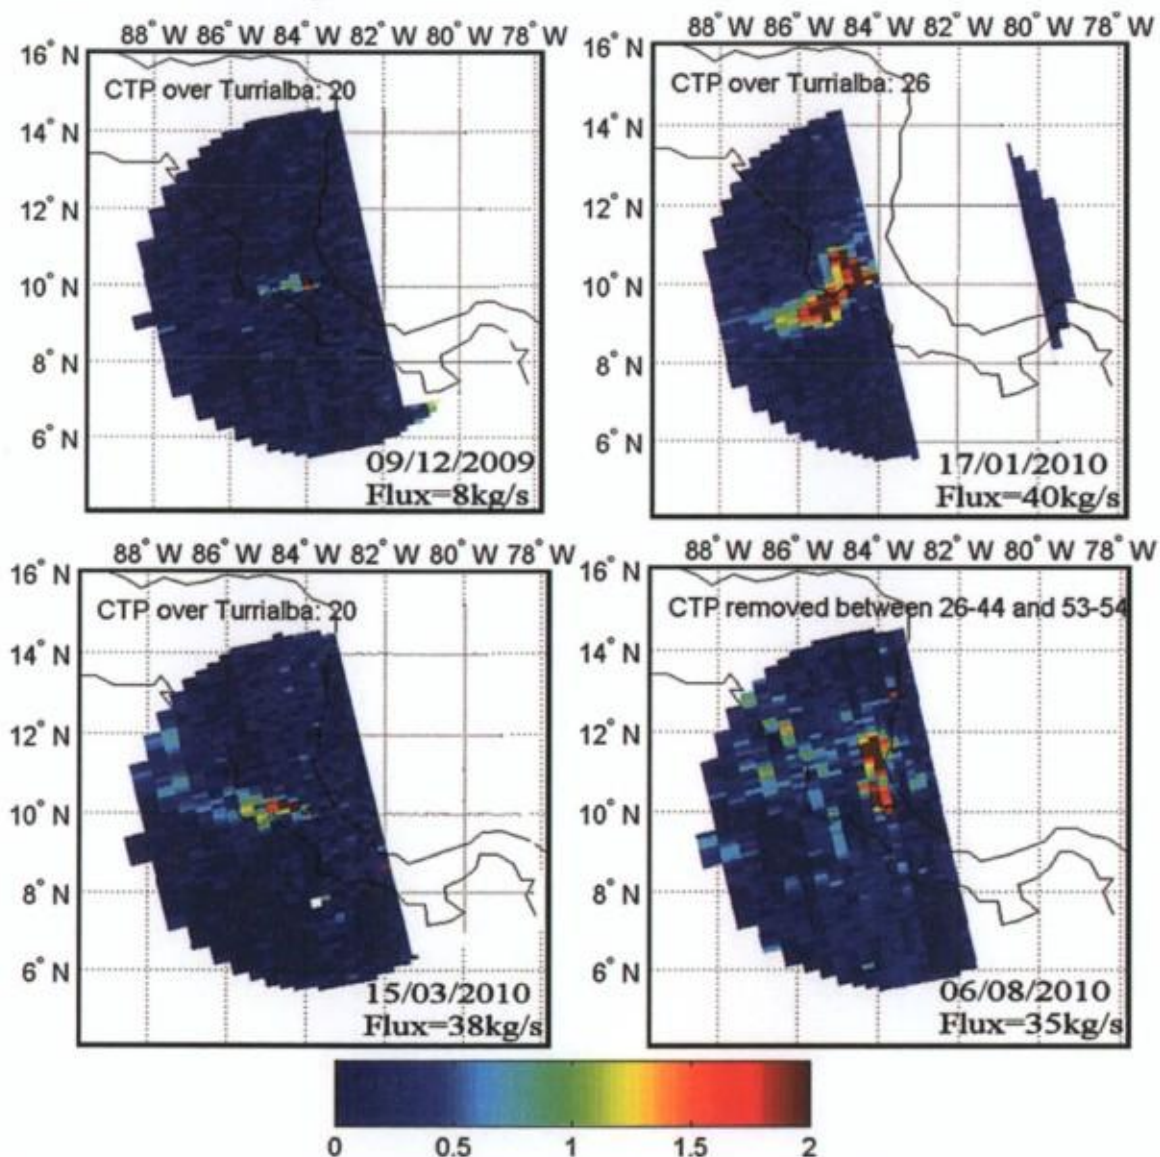 88° W 86° W 84° W 82° W 80° W 78° W
16° N
CTP over Turrialba: 20
14° N
12° N
10° N
8° N
6° N
09/12/2009
Flux=8kg/s
88° W 86° W 84° W 82° W 80° W 78° W
16° N
CTP over Turrialba: 26
14° N
12° N
10° N
8° N
6° N
17/01/2010
Flux=40kg/s
88° W 86° W 84° W 82° W 80° W 78° W
16° N
CTP over Turrialba: 20
14° N
12° N
10° N
8° N
6° N
15/03/2010
Flux=38kg/s
88° W 86° W 84° W 82° W 80° W 78° W
16° N
CTP removed between 26-44 and 53-54
14° N
12° N
10° N
8° N
6° N
06/08/2010
Flux=35kg/s
0 0.5 1 1.5 2